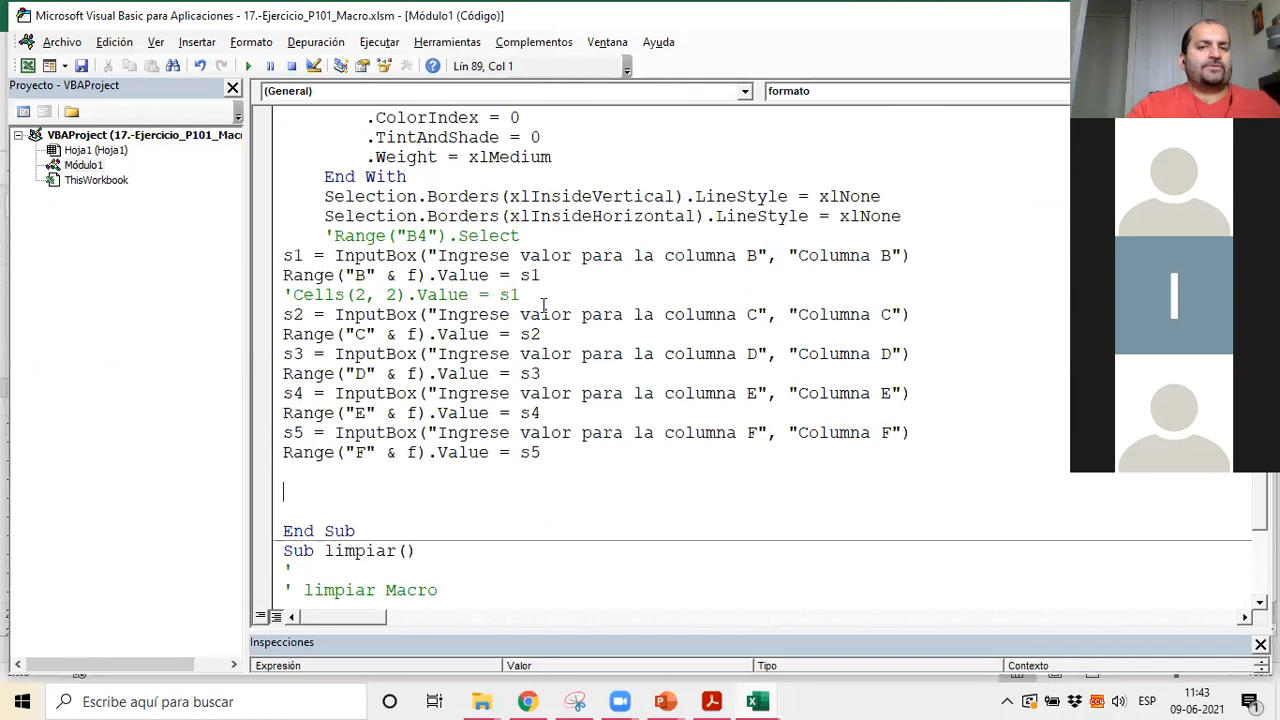 Microsoft Visual Basic para Aplicaciones - 17.-Ejercicio_P101_Macro.xlsm - [Módulo1 (Código)]
Archivo Edición Ver Insertar Formato Depuración Ejecutar Herramientas Complementos Ventana Ayuda
Lín 89, Col 1
Proyecto - VBAProject
(General) formato
VBAProject (17.-Ejercicio_P101_Mac
Hoja1 (Hoja1)
Módulo1
ThisWorkbook
.ColorIndex = 0
.TintAndShade = 0
.Weight = xlMedium
End With
Selection.Borders(xlInsideVertical).LineStyle = xlNone
Selection.Borders(xlInsideHorizontal).LineStyle = xlNone
'Range("B4").Select
s1 = InputBox("Ingrese valor para la columna B", "Columna B")
Range("B" & f).Value = s1
'Cells(2, 2).Value = s1
s2 = InputBox("Ingrese valor para la columna C", "Columna C")
Range("C" & f).Value = s2
s3 = InputBox("Ingrese valor para la columna D", "Columna D")
Range("D" & f).Value = s3
s4 = InputBox("Ingrese valor para la columna E", "Columna E")
Range("E" & f).Value = s4
s5 = InputBox("Ingrese valor para la columna F", "Columna F")
Range("F" & f).Value = s5
End Sub
Sub limpiar()
'
' limpiar Macro
I
Inspecciones
Expresión Valor Tipo Contexto
Escribe aquí para buscar
ESP
11:43
09-06-2021